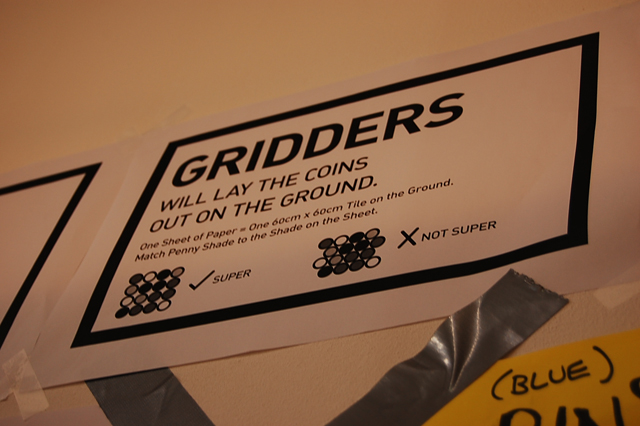 GRIDDERS
WILL LAY THE COINS
OUT ON THE GROUND.
One Sheet of Paper = One 60cm x 60cm Tile on the Ground.
Match Penny Shade to the Shade on the Sheet.
SUPER
NOT SUPER
(BLUE)